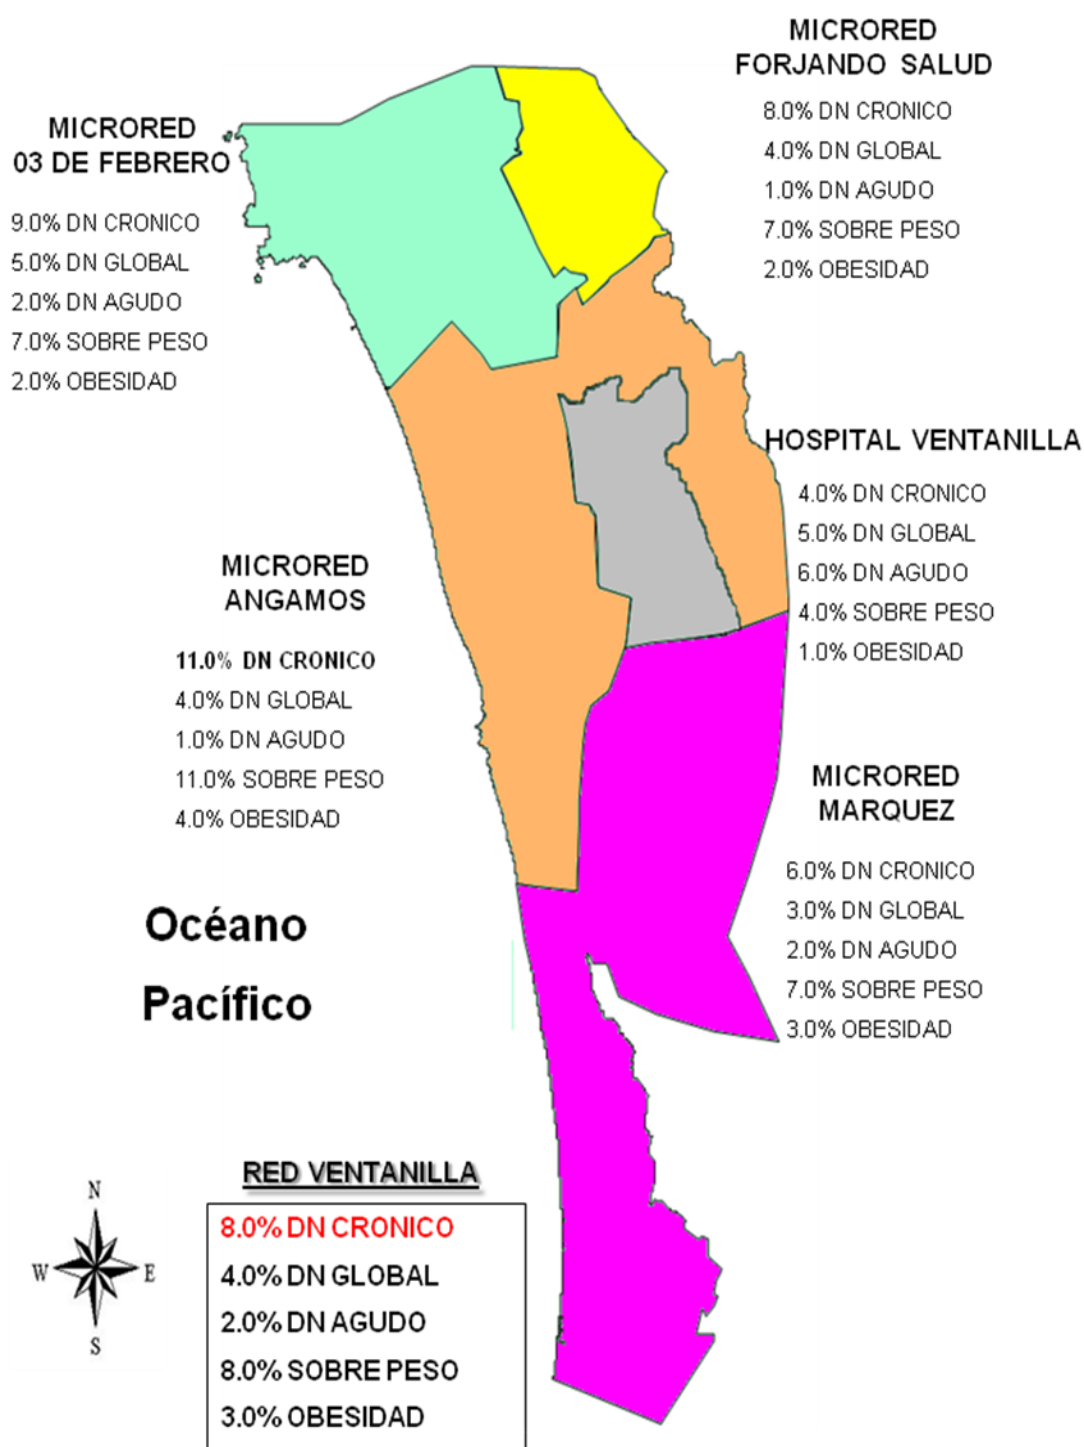 MICRORED
FORJANDO SALUD
8.0% DN CRONICO
4.0% DN GLOBAL
1.0% DN AGUDO
7.0% SOBRE PESO
2.0% OBESIDAD
MICRORED
03 DE FEBRERO
9.0% DN CRONICO
5.0% DN GLOBAL
2.0% DN AGUDO
7.0% SOBRE PESO
2.0% OBESIDAD
HOSPITAL VENTANILLA
4.0% DN CRONICO
5.0% DN GLOBAL
6.0% DN AGUDO
4.0% SOBRE PESO
1.0% OBESIDAD
MICRORED
ANGAMOS
11.0% DN CRONICO
4.0% DN GLOBAL
1.0% DN AGUDO
11.0% SOBRE PESO
4.0% OBESIDAD
MICRORED
MARQUEZ
6.0% DN CRONICO
3.0% DN GLOBAL
2.0% DN AGUDO
7.0% SOBRE PESO
3.0% OBESIDAD
Océano
Pacífico
RED VENTANILLA
8.0% DN CRONICO
4.0% DN GLOBAL
2.0% DN AGUDO
8.0% SOBRE PESO
3.0% OBESIDAD
N
W E
S